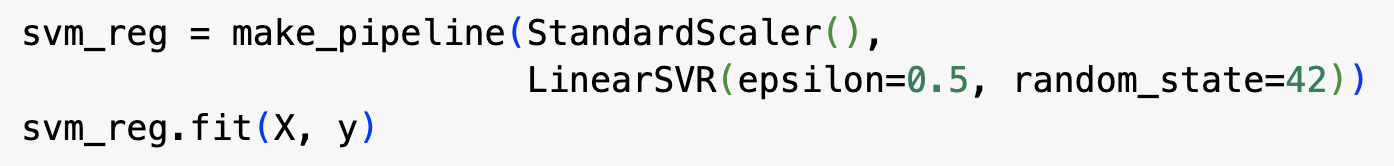 svm_reg = make_pipeline(StandardScaler(),
                        LinearSVR(epsilon=0.5, random_state=42))
svm_reg.fit(X, y)